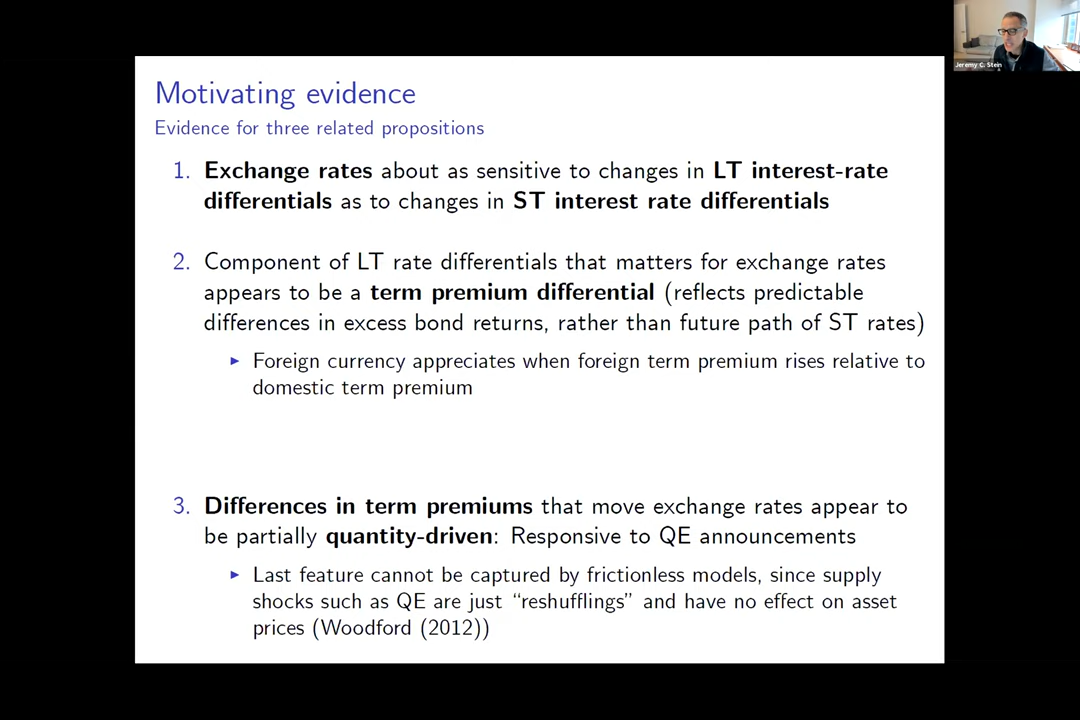 Jeremy C. Stein
Motivating evidence
Evidence for three related propositions
1. Exchange rates about as sensitive to changes in LT interest-rate
differentials as to changes in ST interest rate differentials
2. Component of LT rate differentials that matters for exchange rates
appears to be a term premium differential (reflects predictable
differences in excess bond returns, rather than future path of ST rates)
▶ Foreign currency appreciates when foreign term premium rises relative to
domestic term premium
3. Differences in term premiums that move exchange rates appear to
be partially quantity-driven: Responsive to QE announcements
▶ Last feature cannot be captured by frictionless models, since supply
shocks such as QE are just “reshufflings” and have no effect on asset
prices (Woodford (2012))